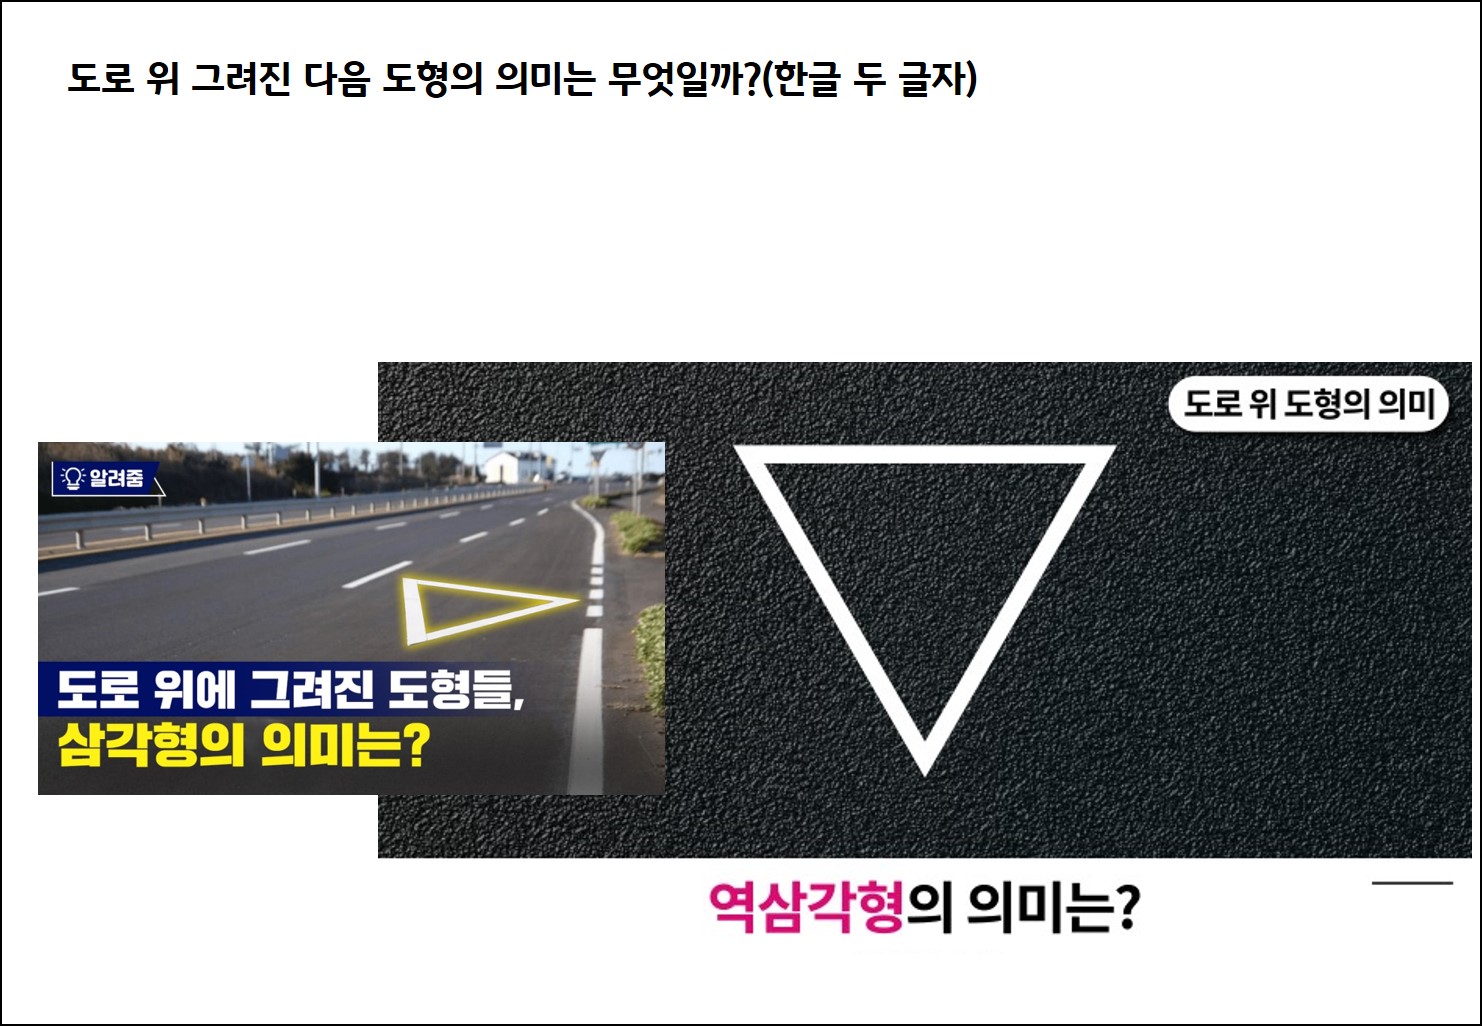 도로 위 그려진 다음 도형의 의미는 무엇일까?(한글 두 글자)
도로 위 도형의 의미
알려줌
도로 위에 그려진 도형들,
삼각형의 의미는?
역삼각형의 의미는?